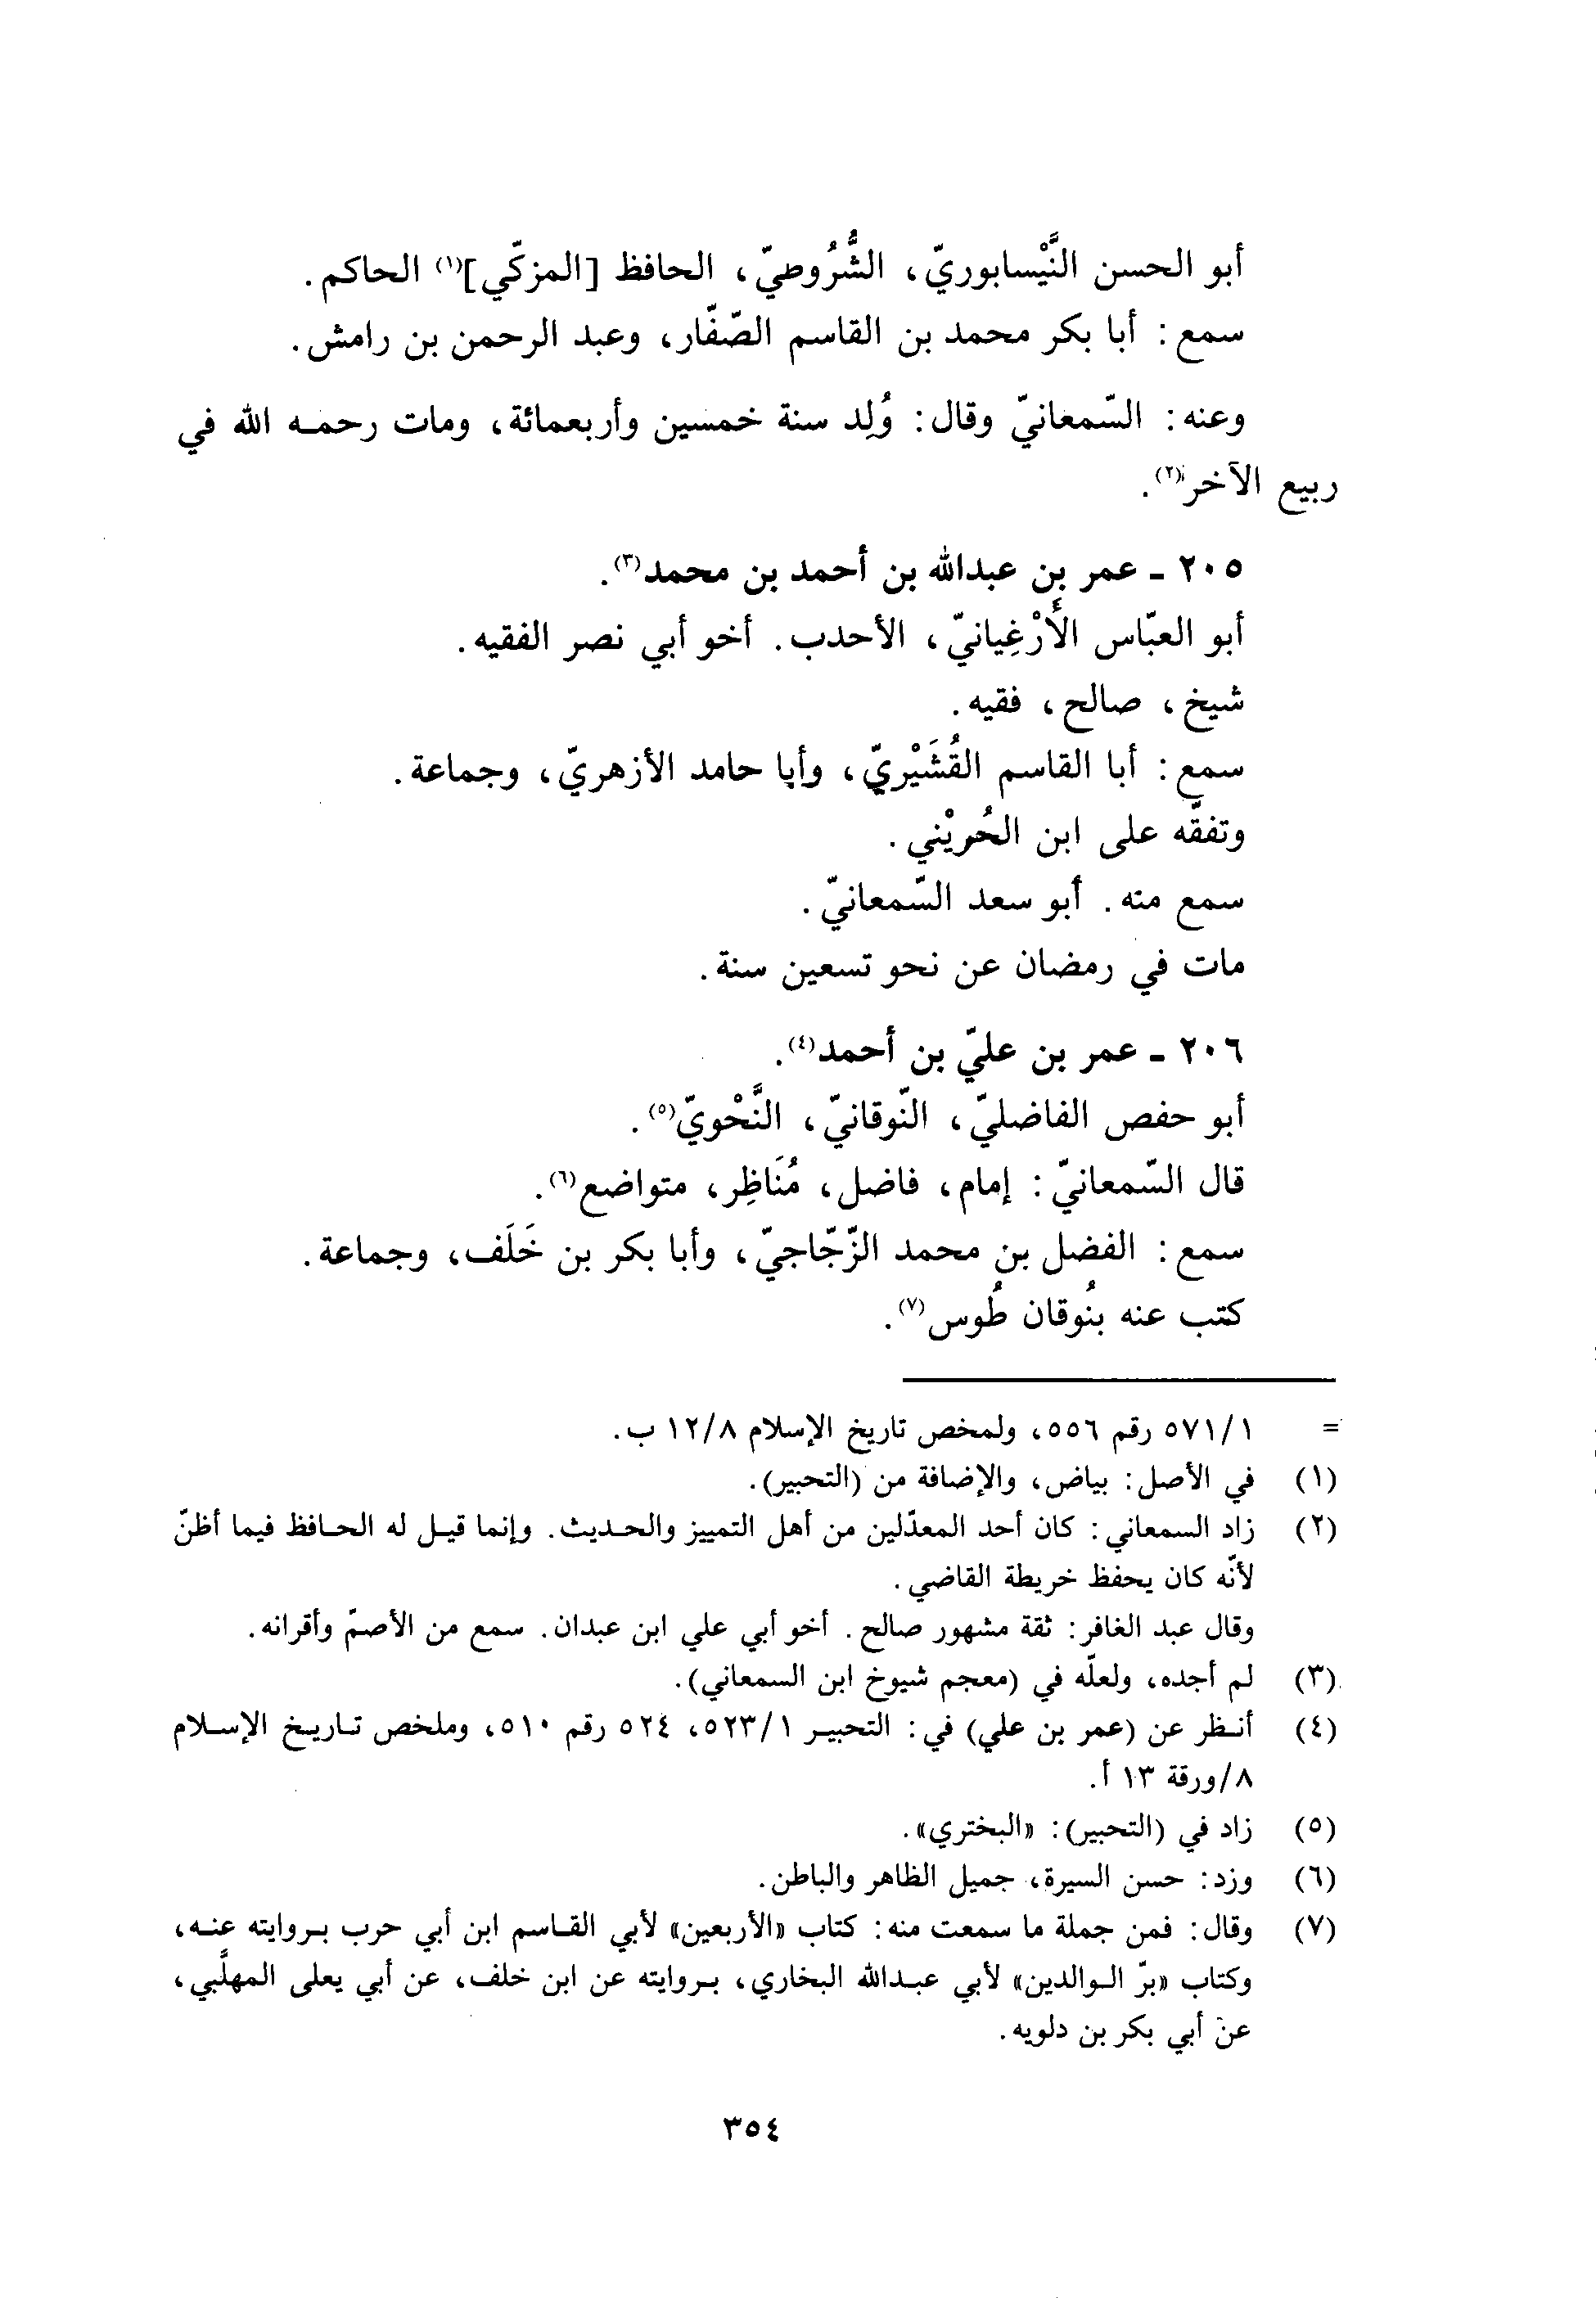 أبو الحسن النَّيْسابوريّ، الشُّرُوطيّ، الحافظ [المزكّي]⁽١⁾ الحاكم.
سمع: أبا بكر محمد بن القاسم الصّفّار، وعبد الرحمن بن رامش.
وعنه: السّمعانيّ وقال: وُلِد سنة خمسين وأربعمائة، ومات رحمه الله في
ربيع الآخر⁽٢⁾.
٢٠٥ ـ عمر بن عبدالله بن أحمد بن محمد⁽٣⁾.
أبو العبّاس الأَرْغِيانيّ، الأحدب. أخو أبي نصر الفقيه.
شيخ، صالح، فقيه.
سمع: أبا القاسم القُشَيْريّ، وأبا حامد الأزهريّ، وجماعة.
وتفقّه على ابن الحُريْني.
سمع منه. أبو سعد السّمعانيّ.
مات في رمضان عن نحو تسعين سنة.
٢٠٦ ـ عمر بن عليّ بن أحمد⁽٤⁾.
أبو حفص الفاضليّ، النّوقانيّ، النَّحْويّ⁽٥⁾.
قال السّمعانيّ: إمام، فاضل، مُنَاظِر، متواضع⁽٦⁾.
سمع: الفضل بن محمد الزّجّاجيّ، وأبا بكر بن خَلَف، وجماعة.
كتب عنه بنُوقان طُوس⁽٧⁾.
= ٥٧١/١ رقم ٥٥٦، ولمخص تاريخ الإسلام ١٢/٨ ب.
(١) في الأصل: بياض، والإضافة من (التحبير).
(٢) زاد السمعاني: كان أحد المعدّلين من أهل التمييز والحديث. وإنما قيل له الحافظ فيما أظنّ
لأنّه كان يحفظ خريطة القاضي.
وقال عبد الغافر: ثقة مشهور صالح. أخو أبي علي ابن عبدان. سمع من الأصمّ وأقرانه.
(٣) لم أجده، ولعلّه في (معجم شيوخ ابن السمعاني).
(٤) أنظر عن (عمر بن علي) في: التحبير ٥٢٣/١، ٥٢٤ رقم ٥١٠، وملخص تاريخ الإسلام
٨/ورقة ١٣ أ.
(٥) زاد في (التحبير): «البختري».
(٦) وزد: حسن السيرة، جميل الظاهر والباطن.
(٧) وقال: فمن جملة ما سمعت منه: كتاب «الأربعين» لأبي القاسم ابن أبي حرب بروايته عنه،
وكتاب «برّ الوالدين» لأبي عبدالله البخاري، بروايته عن ابن خلف، عن أبي يعلى المهلّبي،
عن أبي بكر بن دلويه.
٣٥٤